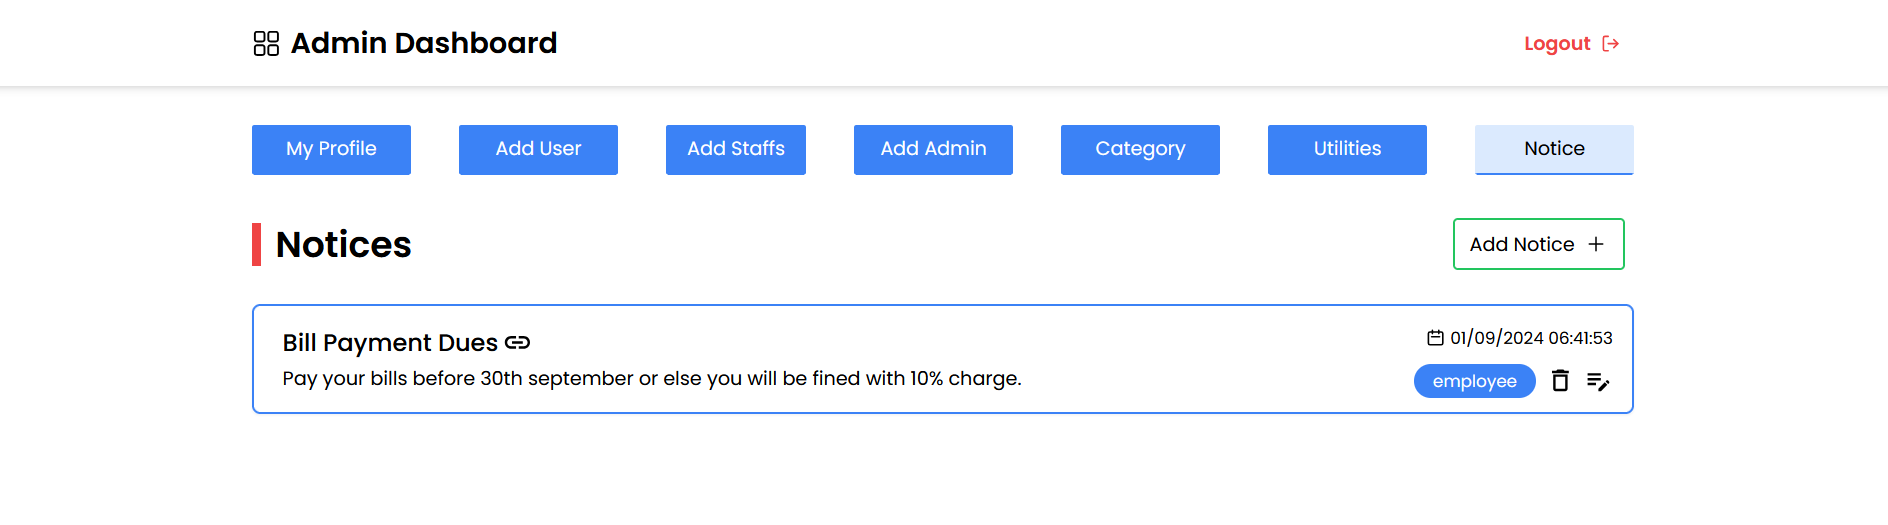 Admin Dashboard
Logout
My Profile
Add User
Add Staffs
Add Admin
Category
Utilities
Notice
Notices
Add Notice +
Bill Payment Dues
01/09/2024 06:41:53
Pay your bills before 30th september or else you will be fined with 10% charge.
employee